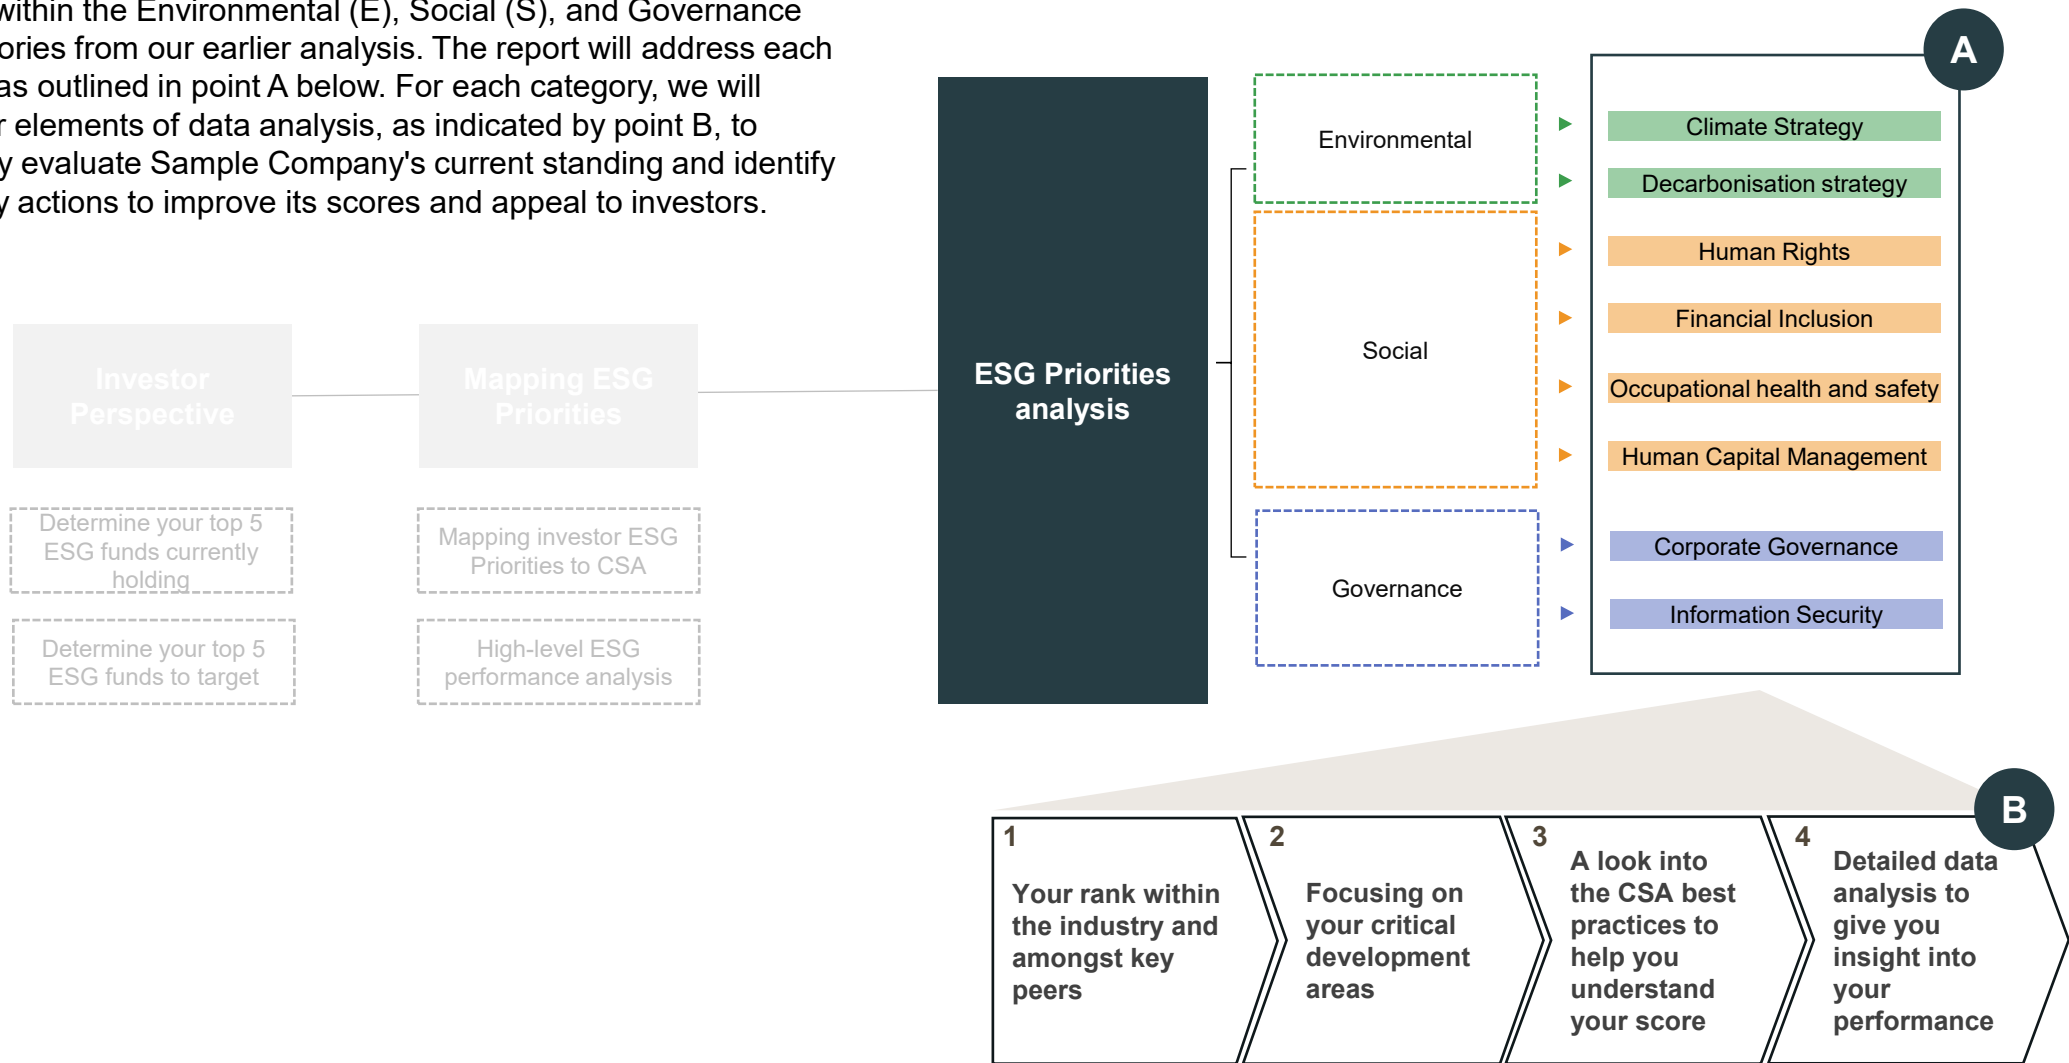 within the Environmental (E), Social (S), and Governance
ories from our earlier analysis. The report will address each
as outlined in point A below. For each category, we will
r elements of data analysis, as indicated by point B, to
y evaluate Sample Company's current standing and identify
y actions to improve its scores and appeal to investors.
Investor
Perspective
Determine your top 5
ESG funds currently
holding
Determine your top 5
ESG funds to target
Mapping ESG
Priorities
Mapping investor ESG
Priorities to CSA
High-level ESG
performance analysis
ESG Priorities
analysis
Environmental
Social
Governance
A
Climate Strategy
Decarbonisation strategy
Human Rights
Financial Inclusion
Occupational health and safety
Human Capital Management
Corporate Governance
Information Security
B
1
Your rank within
the industry and
amongst key
peers
2
Focusing on
your critical
development
areas
3
A look into
the CSA best
practices to
help you
understand
your score
4
Detailed data
analysis to
give you
insight into
your
performance